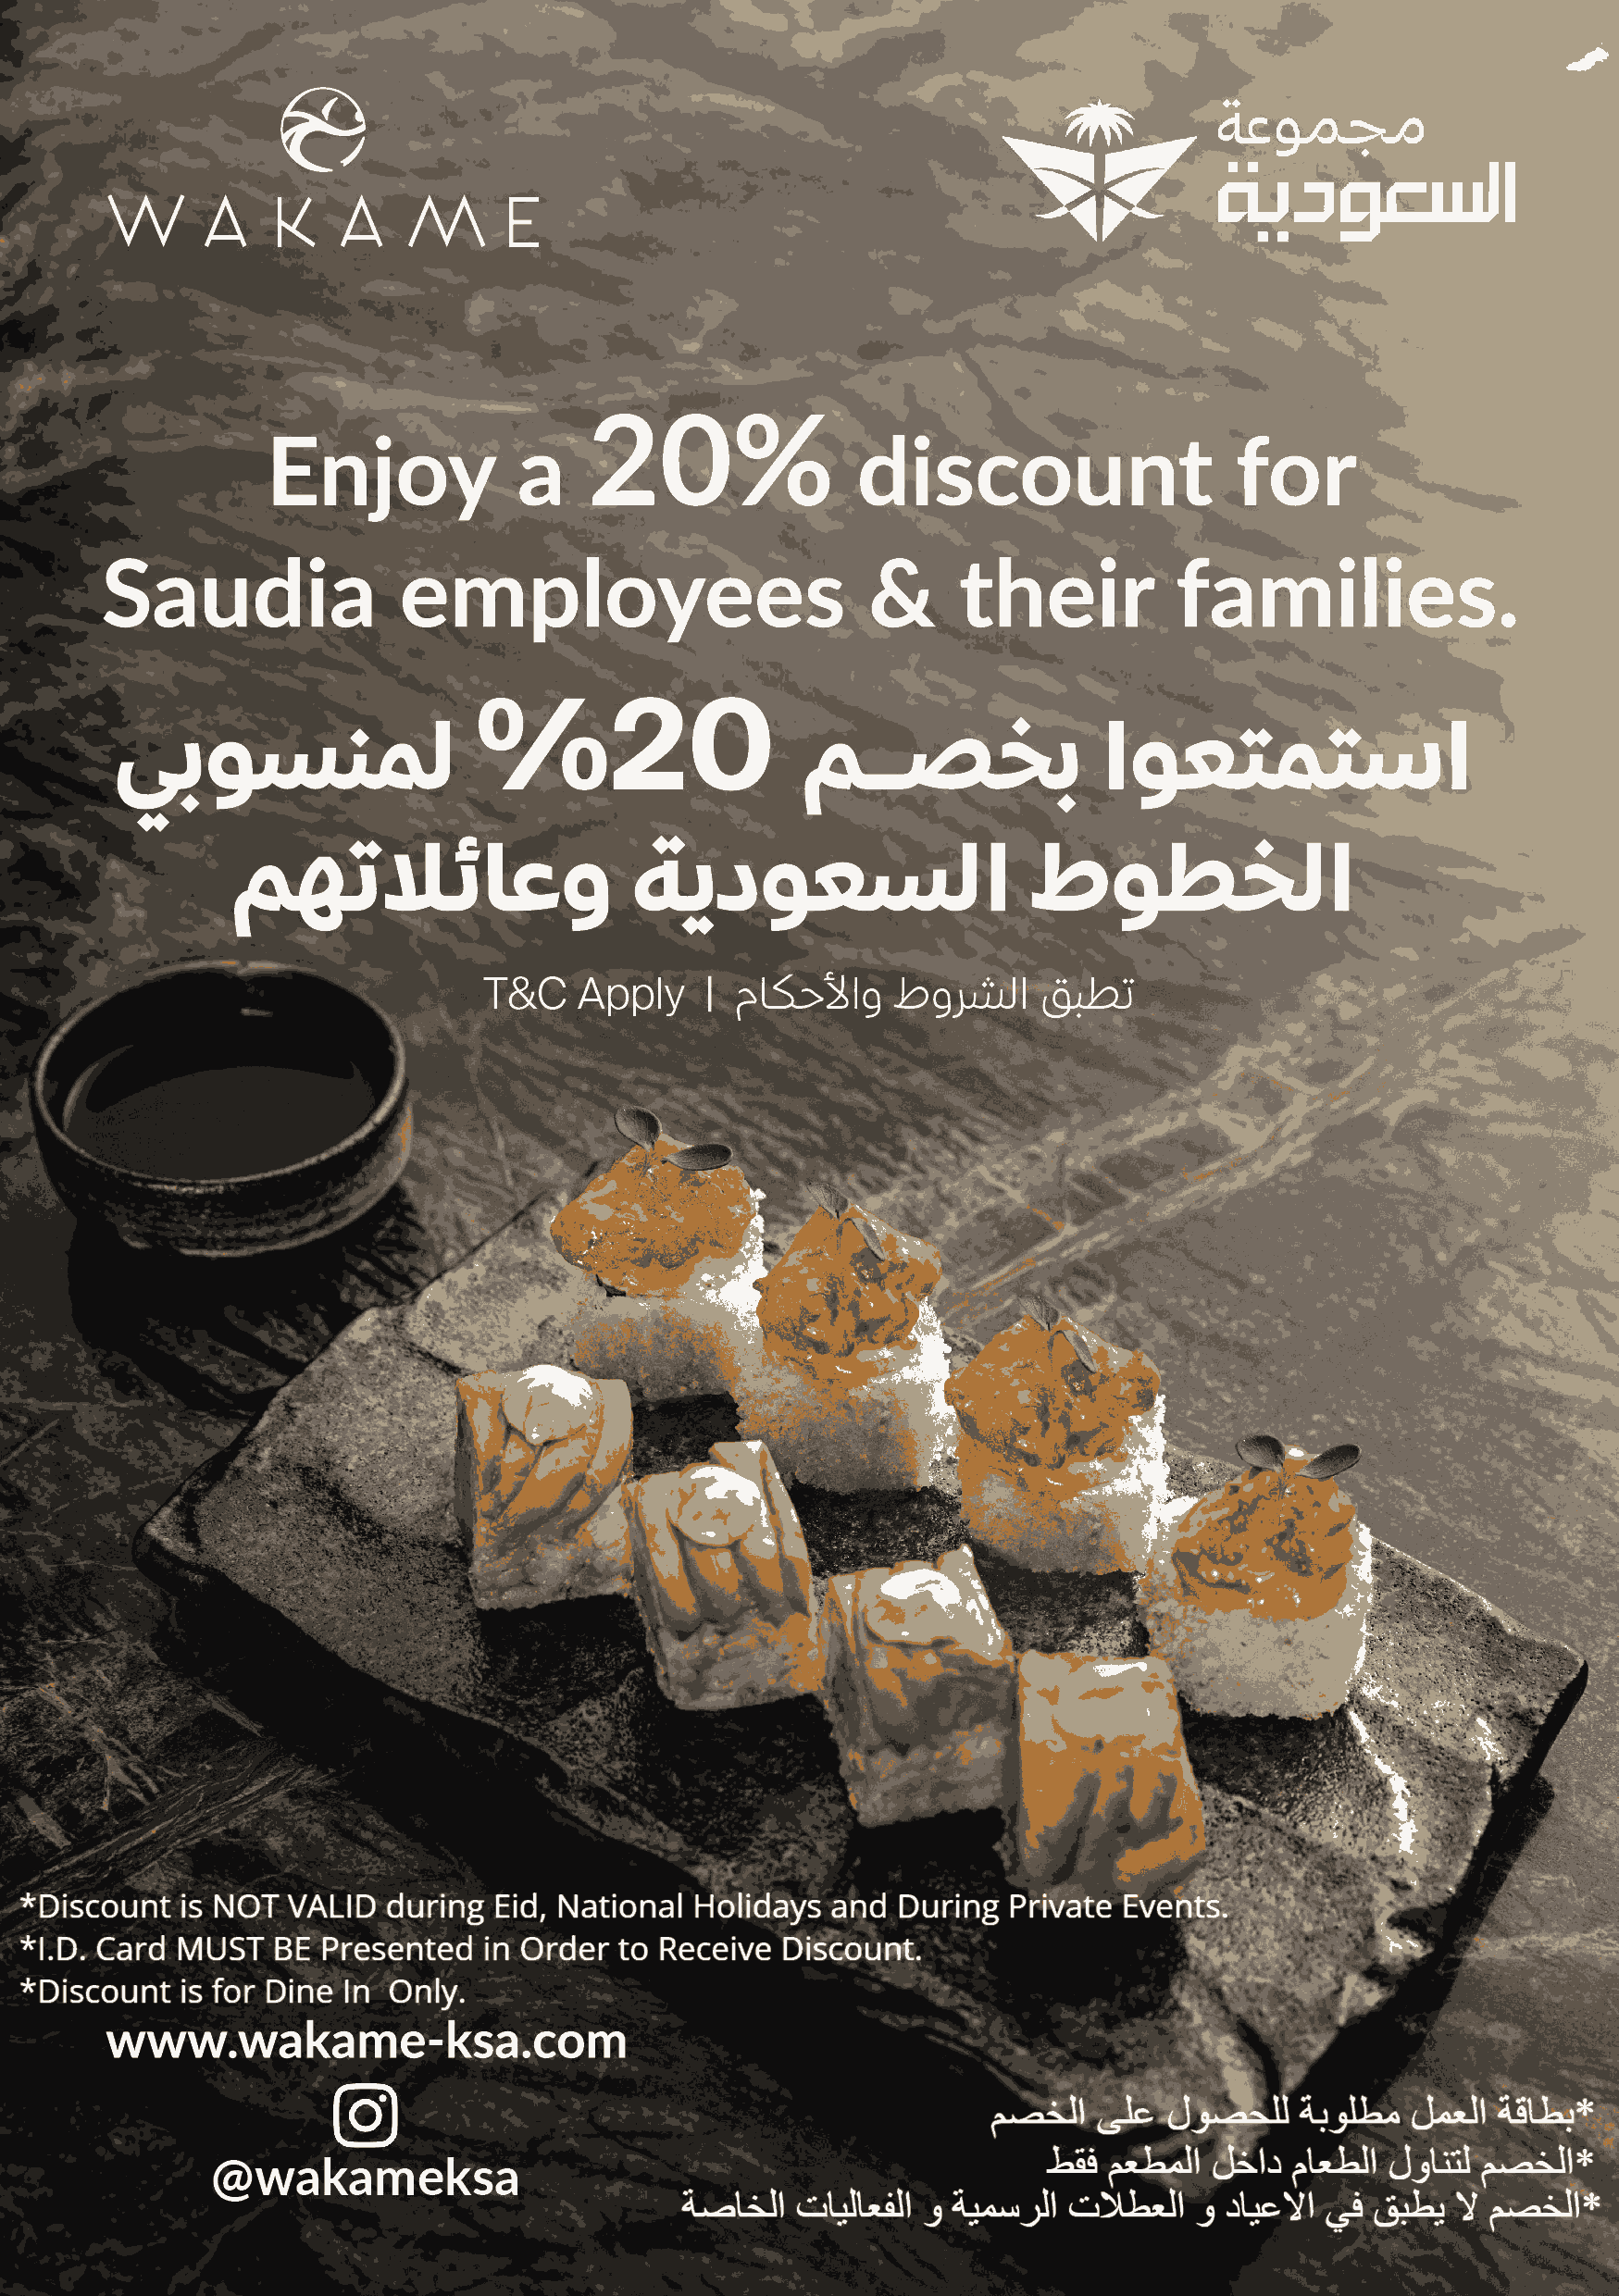 WAKAME
مجموعة
السعودية
Enjoy a 20% discount for
Saudia employees & their families.
استمتعوا بخصم 20% لمنسوبي
الخطوط السعودية وعائلاتهم
T&C Apply | تطبق الشروط والأحكام
*Discount is NOT VALID during Eid, National Holidays and During Private Events.
*I.D. Card MUST BE Presented in Order to Receive Discount.
*Discount is for Dine In Only.
www.wakame-ksa.com
@wakameksa
*بطاقة العمل مطلوبة للحصول على الخصم
*الخصم لتناول الطعام داخل المطعم فقط
*الخصم لا يطبق في الاعياد و العطلات الرسمية و الفعاليات الخاصة